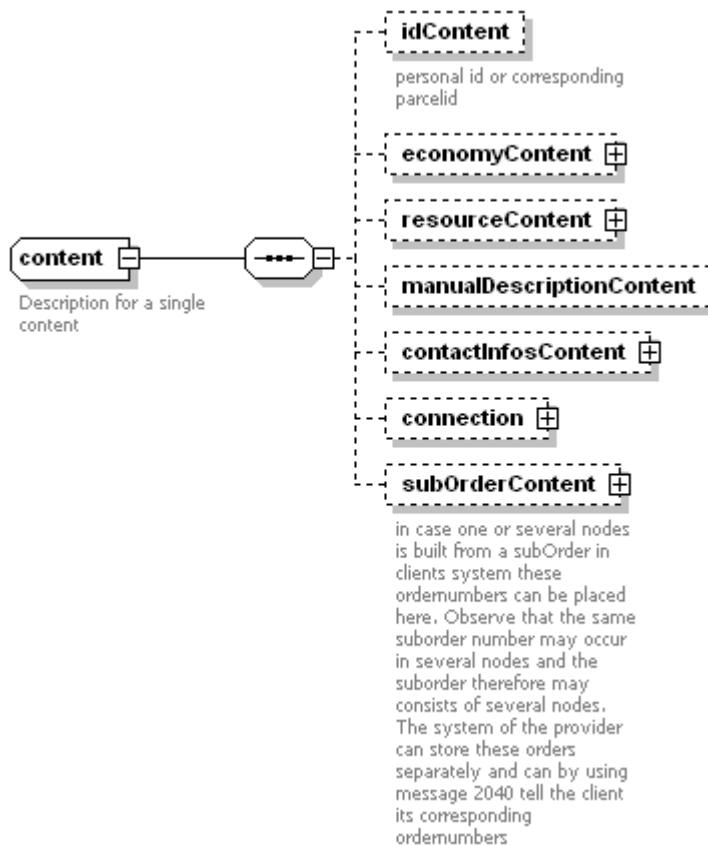 idContent
personal id or corresponding
parcelid
economyContent
resourceContent
manualDescriptionContent
content
Description for a single
content
contactInfosContent
connection
subOrderContent
in case one or several nodes
is built from a subOrder in
clients system these
ordernumbers can be placed
here. Observe that the same
suborder number may occur
in several nodes and the
suborder therefore may
consists of several nodes.
The system of the provider
can store these orders
separately and can by using
message 2040 tell the client
its corresponding
ordernumbers